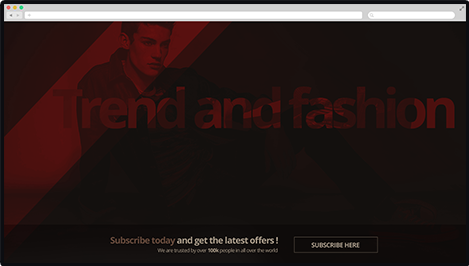 Trend and fashion
Subscribe today and get the latest offers !
We are trusted by over 100k people in all over the world
SUBSCRIBE HERE